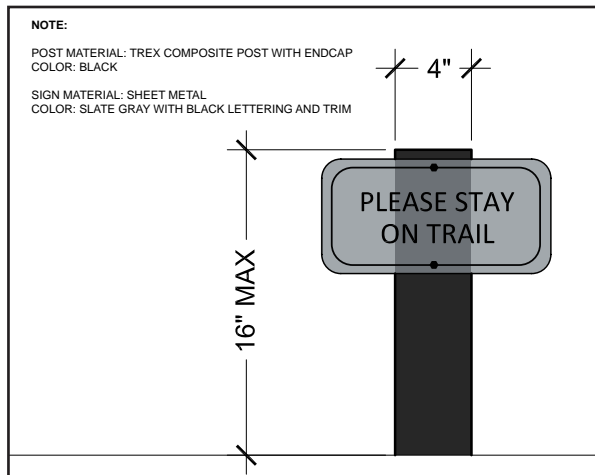 NOTE:
POST MATERIAL: TREX COMPOSITE POST WITH ENDCAP
COLOR: BLACK
SIGN MATERIAL: SHEET METAL
COLOR: SLATE GRAY WITH BLACK LETTERING AND TRIM
4"
PLEASE STAY
ON TRAIL
16" MAX